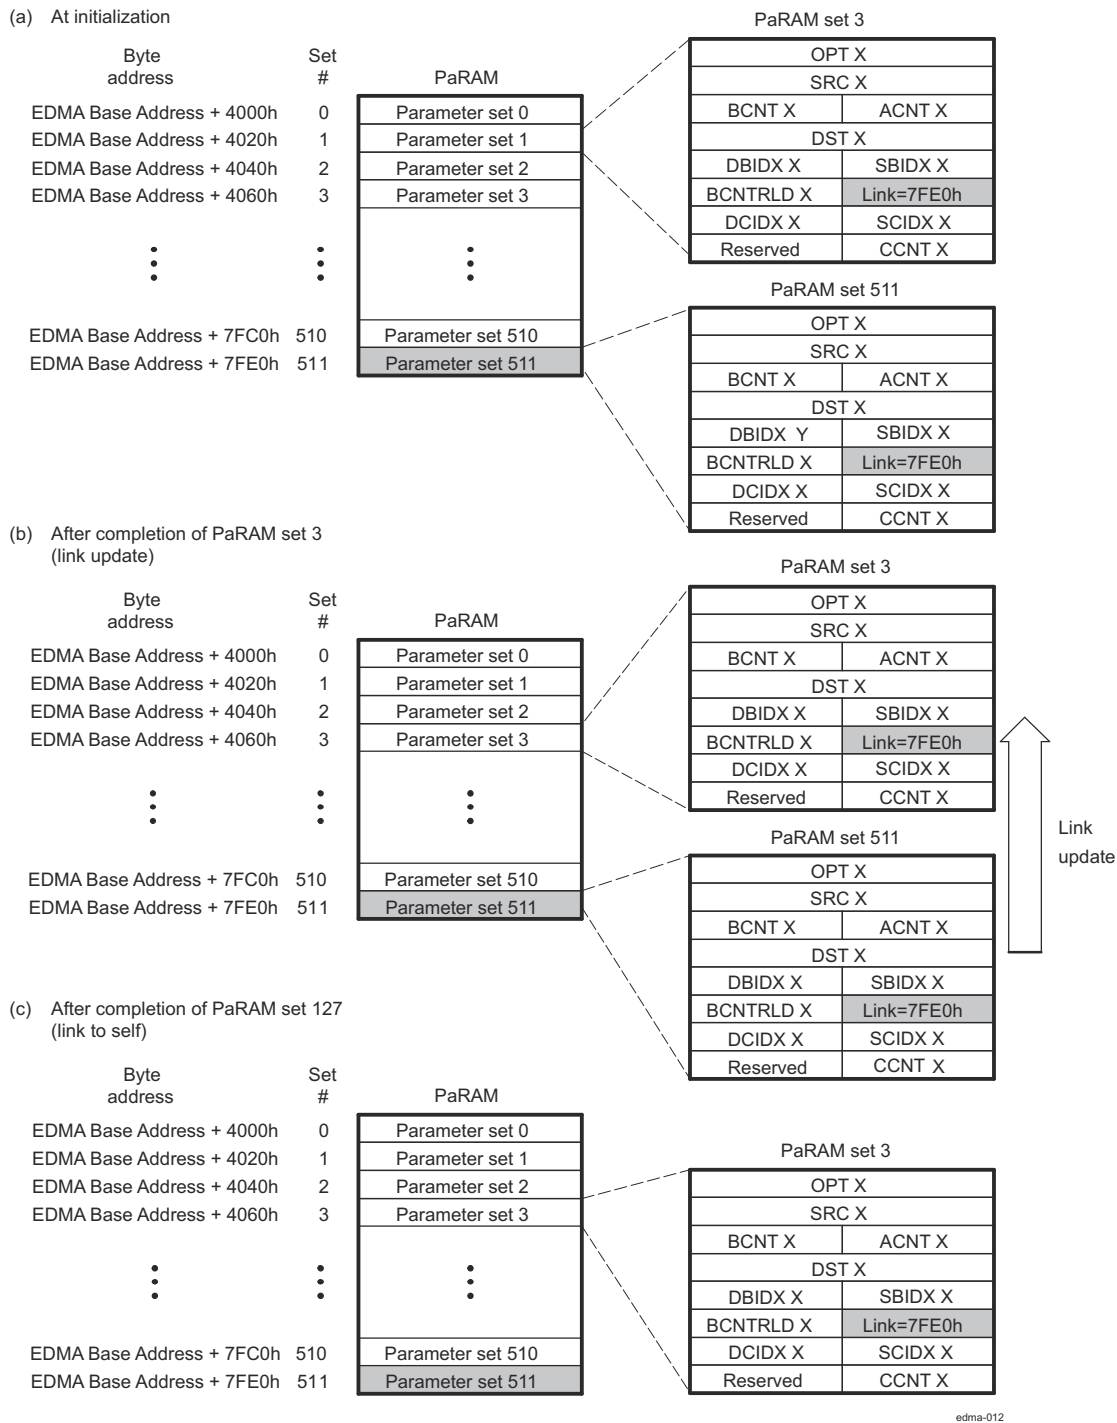 (a) At initialization
Byte address
Set #
PaRAM
EDMA Base Address + 4000h 0 Parameter set 0
EDMA Base Address + 4020h 1 Parameter set 1
EDMA Base Address + 4040h 2 Parameter set 2
EDMA Base Address + 4060h 3 Parameter set 3
EDMA Base Address + 7FC0h 510 Parameter set 510
EDMA Base Address + 7FE0h 511 Parameter set 511
PaRAM set 3
OPT X
SRC X
BCNT X ACNT X
DST X
DBIDX X SBIDX X
BCNTRLD X Link=7FE0h
DCIDX X SCIDX X
Reserved CCNT X
PaRAM set 511
OPT X
SRC X
BCNT X ACNT X
DST X
DBIDX Y SBIDX X
BCNTRLD X Link=7FE0h
DCIDX X SCIDX X
Reserved CCNT X
(b) After completion of PaRAM set 3
(link update)
Byte address
Set #
PaRAM
EDMA Base Address + 4000h 0 Parameter set 0
EDMA Base Address + 4020h 1 Parameter set 1
EDMA Base Address + 4040h 2 Parameter set 2
EDMA Base Address + 4060h 3 Parameter set 3
EDMA Base Address + 7FC0h 510 Parameter set 510
EDMA Base Address + 7FE0h 511 Parameter set 511
PaRAM set 3
OPT X
SRC X
BCNT X ACNT X
DST X
DBIDX X SBIDX X
BCNTRLD X Link=7FE0h
DCIDX X SCIDX X
Reserved CCNT X
PaRAM set 511
OPT X
SRC X
BCNT X ACNT X
DST X
DBIDX X SBIDX X
BCNTRLD X Link=7FE0h
DCIDX X SCIDX X
Reserved CCNT X
Link
update
(c) After completion of PaRAM set 127
(link to self)
Byte address
Set #
PaRAM
EDMA Base Address + 4000h 0 Parameter set 0
EDMA Base Address + 4020h 1 Parameter set 1
EDMA Base Address + 4040h 2 Parameter set 2
EDMA Base Address + 4060h 3 Parameter set 3
EDMA Base Address + 7FC0h 510 Parameter set 510
EDMA Base Address + 7FE0h 511 Parameter set 511
PaRAM set 3
OPT X
SRC X
BCNT X ACNT X
DST X
DBIDX X SBIDX X
BCNTRLD X Link=7FE0h
DCIDX X SCIDX X
Reserved CCNT X
edma-012